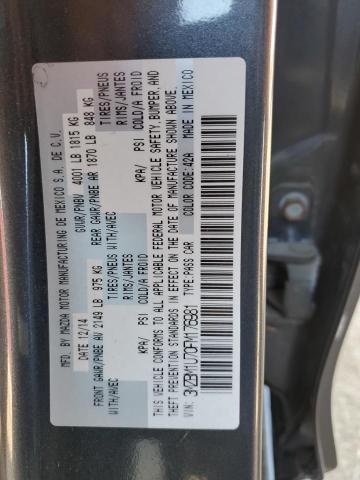 MFD. BY MAZDA MOTOR MANUFACTURING DE MEXICO S.A. DE C.V.
DATE 12/14 GVWR/PNBV 4001 LB 1815 KG
FRONT GAWR/PNBE AV 2149 LB 975 KG REAR GAWR/PNBE AR 1870 LB 848 KG
WITH/AVEC TIRES/PNEUS WITH/AVEC TIRES/PNEUS
RIMS/JANTES RIMS/JANTES
KPA/ PSI COLD/A FROID KPA/ PSI COLD/A FROID
THIS VEHICLE CONFORMS TO ALL APPLICABLE FEDERAL MOTOR VEHICLE SAFETY, BUMPER, AND
THEFT PREVENTION STANDARDS IN EFFECT ON THE DATE OF MANUFACTURE SHOWN ABOVE.
TYPE: PASS CAR COLOR CODE: 42A MADE IN MEXICO